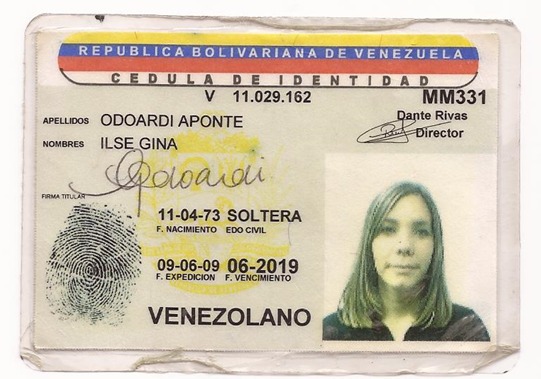 REPUBLICA BOLIVARIANA DE VENEZUELA
CEDULA DE IDENTIDAD
V 11.029.162 MM331
Dante Rivas
Director
APELLIDOS ODOARDI APONTE
NOMBRES ILSE GINA
Odoardi
FIRMA TITULAR
11-04-73 SOLTERA
F. NACIMIENTO EDO CIVIL
09-06-09 06-2019
F. EXPEDICION F. VENCIMIENTO
VENEZOLANO